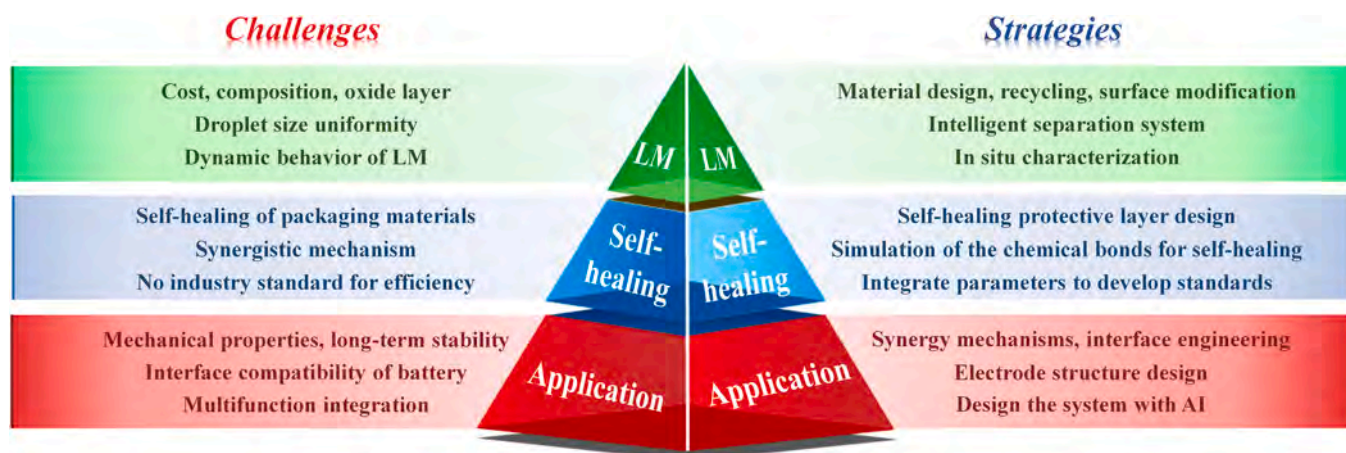 Challenges
Strategies
Cost, composition, oxide layer
Droplet size uniformity
Dynamic behavior of LM
LM
LM
Material design, recycling, surface modification
Intelligent separation system
In situ characterization
Self-healing of packaging materials
Synergistic mechanism
No industry standard for efficiency
Self-
healing
Self-
healing
Self-healing protective layer design
Simulation of the chemical bonds for self-healing
Integrate parameters to develop standards
Mechanical properties, long-term stability
Interface compatibility of battery
Multifunction integration
Application
Application
Synergy mechanisms, interface engineering
Electrode structure design
Design the system with AI